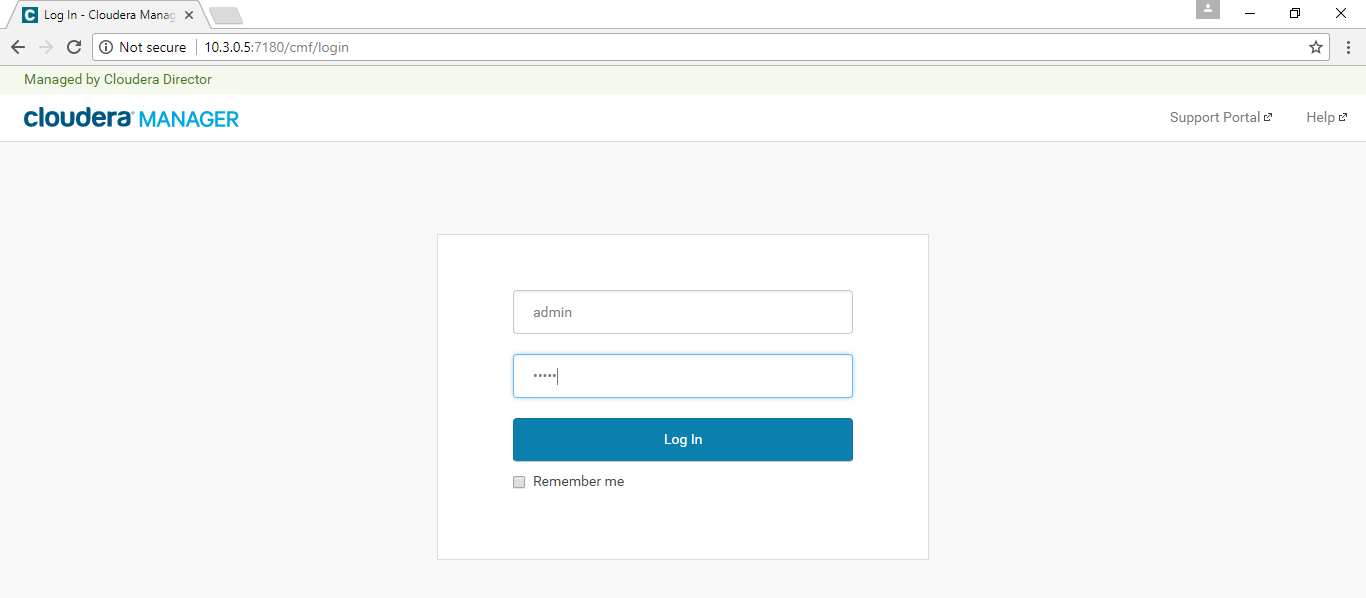 Log In - Cloudera Manag
Not secure
10.3.0.5:7180/cmf/login
Managed by Cloudera Director
cloudera MANAGER
Support Portal
Help
admin
•••••
Log In
Remember me